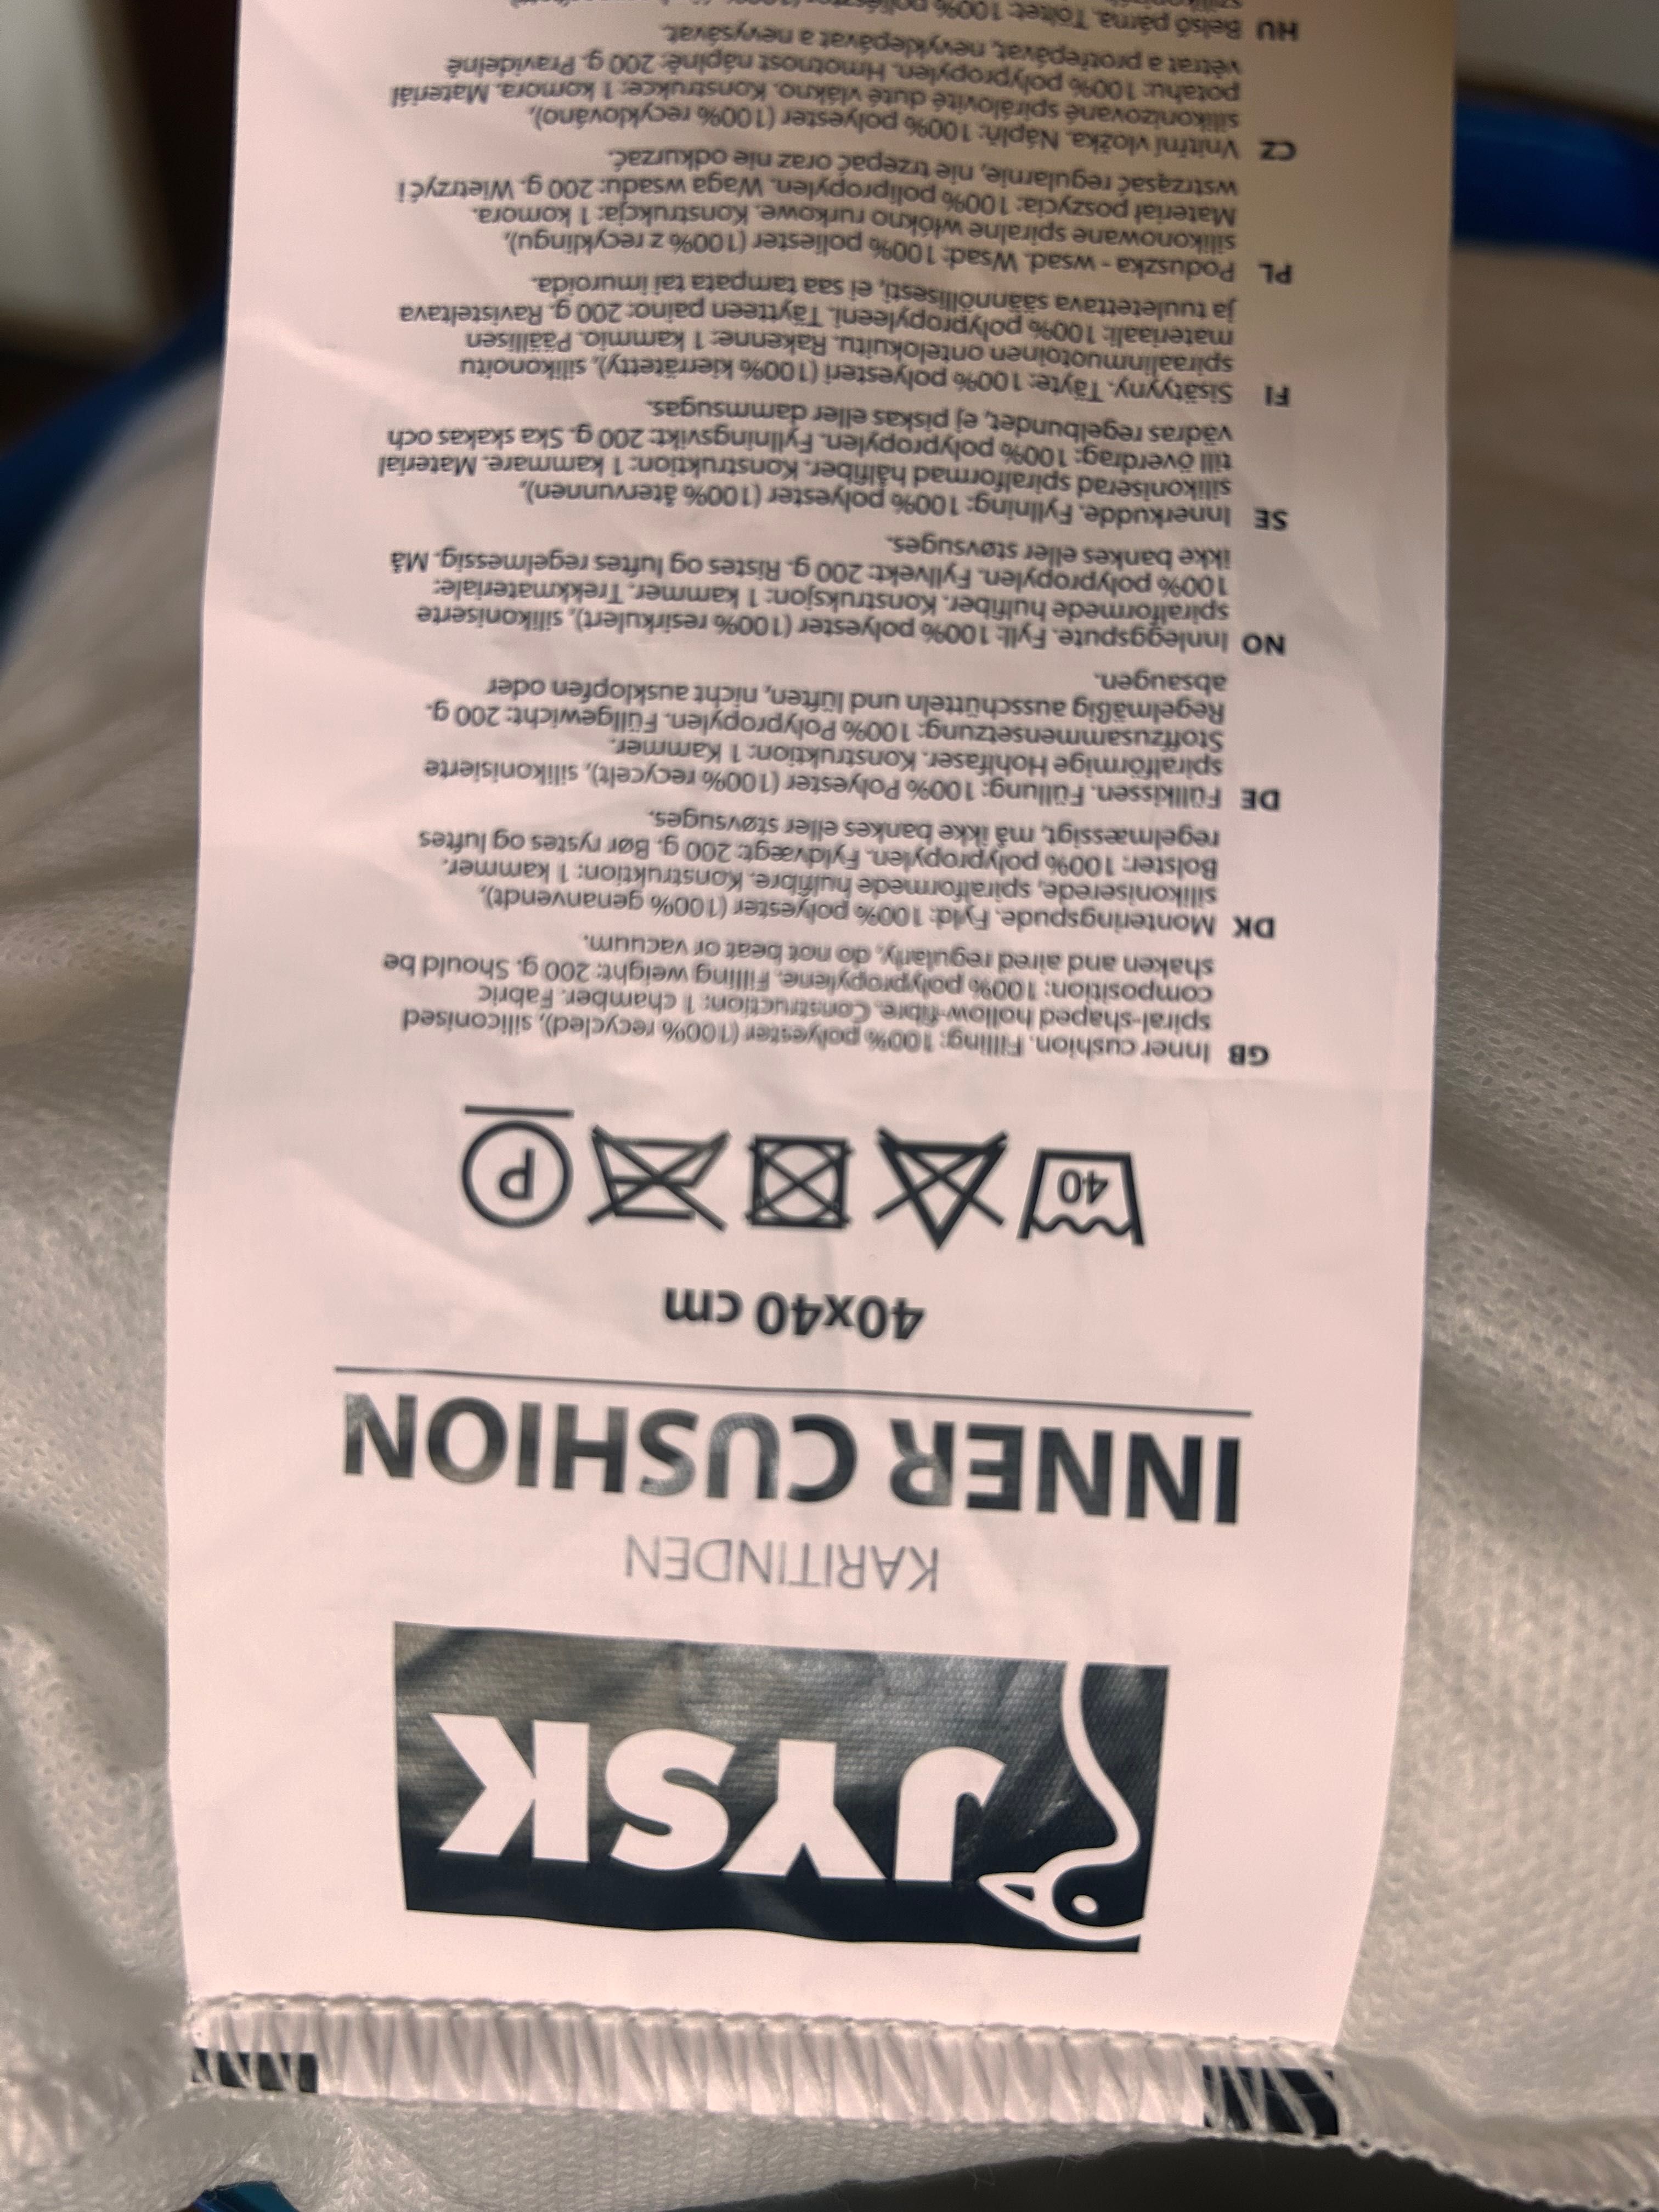 JYSK
KARITINDEN
INNER CUSHION
40x40 cm
40
P
GB Inner cushion. Filling: 100% polyester (100% recycled), siliconised
spiral-shaped hollow-fibre. Construction: 1 chamber. Fabric
composition: 100% polypropylene. Filling weight: 200 g. Should be
shaken and aired regularly, do not beat or vacuum.
DK Monteringspude. Fyld: 100% polyester (100% genanvendt),
silikoniserede, spiralformede hulfibre. Konstruktion: 1 kammer.
Bolster: 100% polypropylen. Fyldvægt: 200 g. Bør rystes og luftes
regelmæssigt, må ikke bankes eller støvsuges.
DE Füllkissen. Füllung: 100% Polyester (100% recycelt), silikonisierte
spiralförmige Hohlfaser. Konstruktion: 1 Kammer.
Stoffzusammensetzung: 100% Polypropylen. Füllgewicht: 200 g.
Regelmäßig ausschütteln und lüften, nicht ausklopfen oder
absaugen.
NO Innleggspute. Fyll: 100% polyester (100% resirkulert), silikoniserte
spiralformede hulfiber. Konstruksjon: 1 kammer. Trekkmateriale:
100% polypropylen. Fyllvekt: 200 g. Ristes og luftes regelmessig. Må
ikke bankes eller støvsuges.
SE Innerkudde. Fyllning: 100% polyester (100% återvunnen),
silikoniserad spiralformad hålfiber. Konstruktion: 1 kammare. Material
till överdrag: 100% polypropylen. Fyllningsvikt: 200 g. Ska skakas och
vädras regelbundet, ej piskas eller dammsugas.
FI Sisätyyny. Täyte: 100% polyesteri (100% kierrätetty), silikonoitu
spiraalinmuotoinen ontelokuitu. Rakenne: 1 kammio. Päällisen
materiaali: 100% polypropyleeni. Täytteen paino: 200 g. Ravisteltava
ja tuuletettava säännöllisesti, ei saa tampata tai imuroida.
PL Poduszka - wsad. Wsad: 100% poliester (100% z recyklingu),
silikonowane spiralne włókno rurkowe. Konstrukcja: 1 komora.
Materiał poszycia: 100% polipropylen. Waga wsadu: 200 g. Wietrzyć i
wstrząsać regularnie, nie trzepać oraz nie odkurzać.
CZ Vnitřní vložka. Náplň: 100% polyester (100% recyklováno),
silikonizované spirálovité duté vlákno. Konstrukce: 1 komora. Materiál
potahu: 100% polypropylen. Hmotnost náplně: 200 g. Pravidelně
větrat a protřepávat, nevyklepávat a nevysávat.
HU Belső párna. Töltet: 100% poliészter (100%